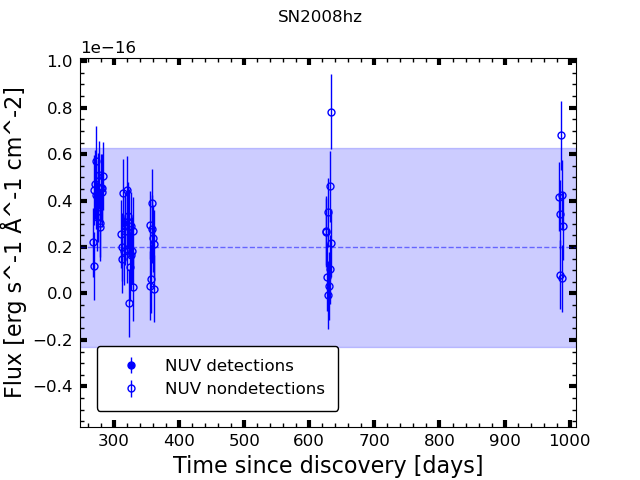 SN2008hz
1e−16
1.0
0.8
0.6
0.4
0.2
0.0
−0.2
−0.4
Flux [erg s^-1 Å^-1 cm^-2]
NUV detections
NUV nondetections
300 400 500 600 700 800 900 1000
Time since discovery [days]